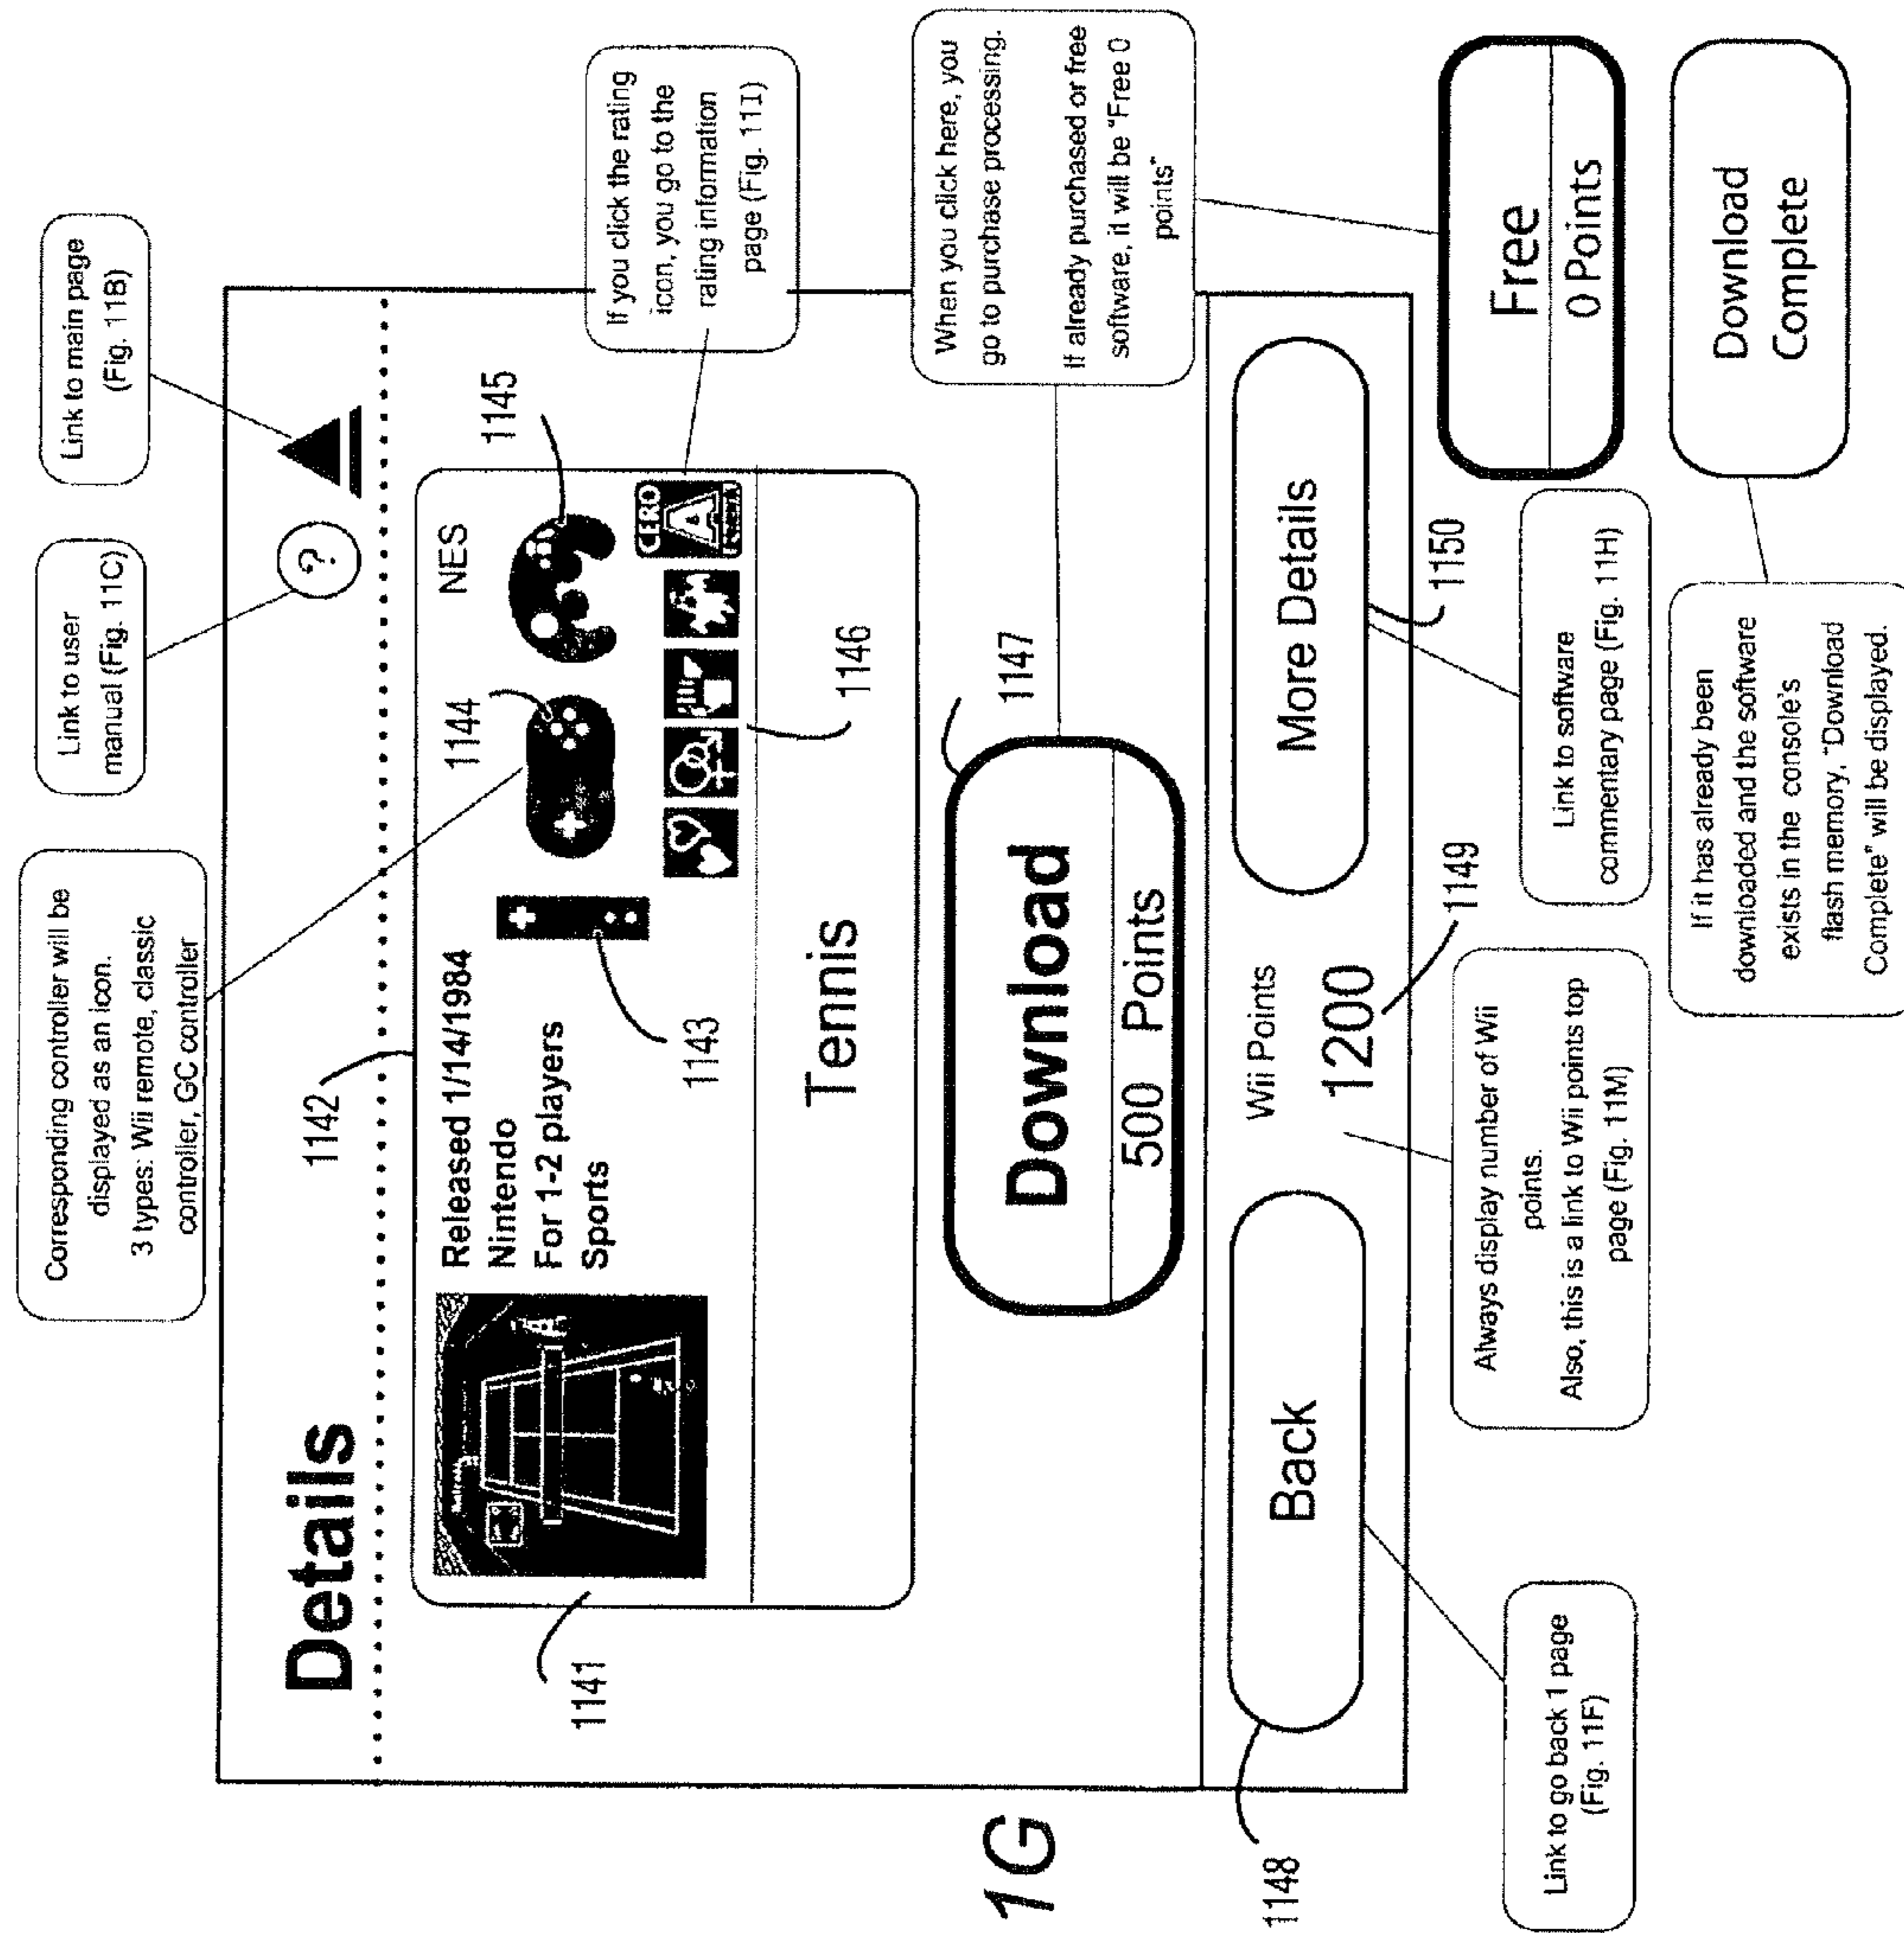 Link to user
manual (Fig. 11C)
Link to main page
(Fig. 11B)
Corresponding controller will be
displayed as an icon.
3 types: Wii remote, classic
controller, GC controller
Details
?
1142
1144
1145
Released 1/14/1984
Nintendo
For 1-2 players
Sports
NES
If you click the rating
icon, you go to the
rating information
page (Fig. 11I)
CERO
A
1141
1143
1146
Tennis
1147
When you click here, you
go to purchase processing.
If already purchased or free
software, it will be "Free 0
points"
Download
500 Points
1G
Back
Wii Points
1200
More Details
1148
1149
1150
Free
0 Points
Link to go back 1 page
(Fig. 11F)
Always display number of Wii
points.
Also, this is a link to Wii points top
page (Fig. 11M)
Link to software
commentary page (Fig. 11H)
If it has already been
downloaded and the software
exists in the console's
flash memory, "Download
Complete" will be displayed.
Download
Complete